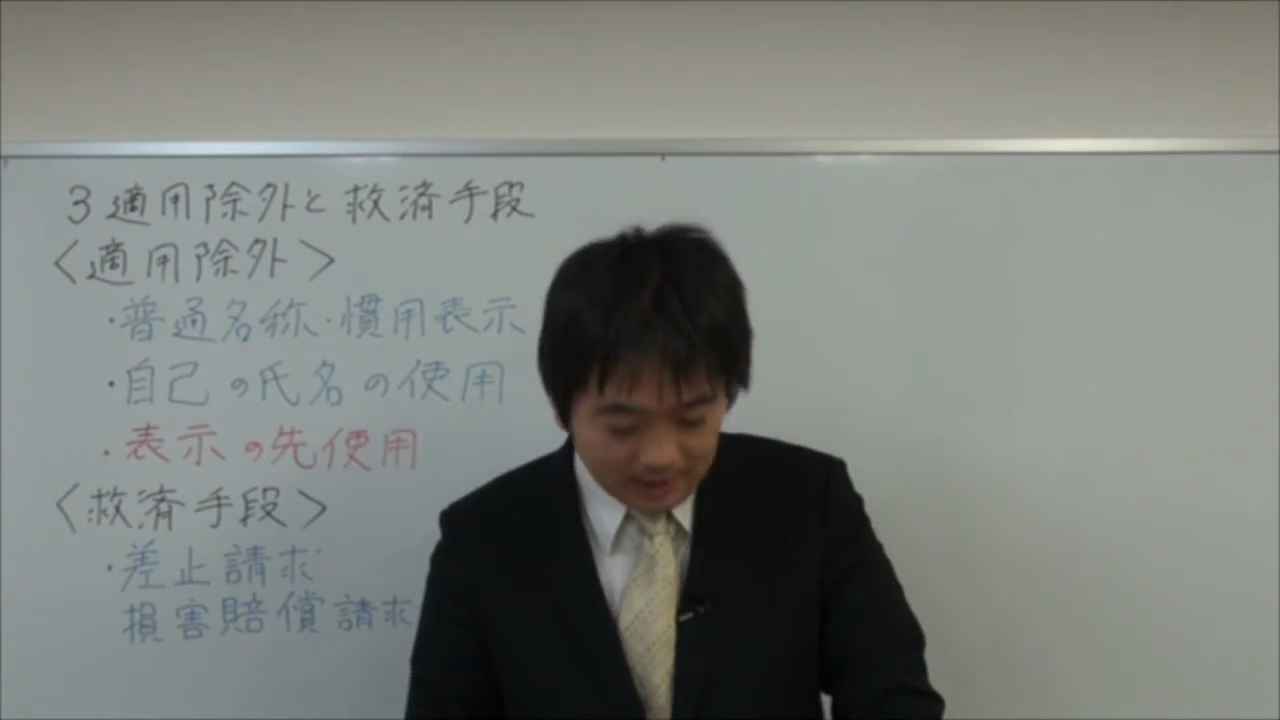 3 適用除外と救済手段
〈適用除外〉
・普通名称・慣用表示
・自己の氏名の使用
・表示の先使用
〈救済手段〉
・差止請求
損害賠償請求